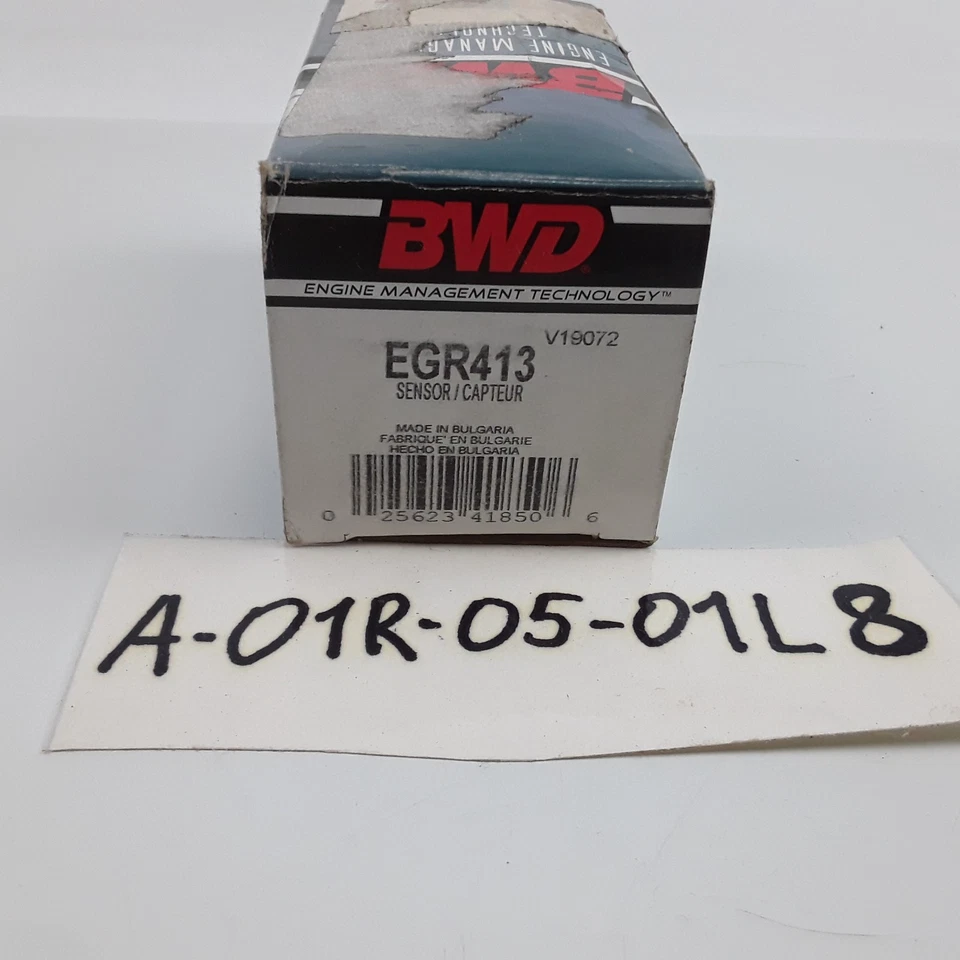 ENGINE MANAG
TECHNOL
BWD
BWD®
ENGINE MANAGEMENT TECHNOLOGY™
V19072
EGR413
SENSOR / CAPTEUR
MADE IN BULGARIA
FABRIQUE' EN BULGARIE
HECHO EN BULGARIA
0 25623 41850 6
A-01R-05-01L8